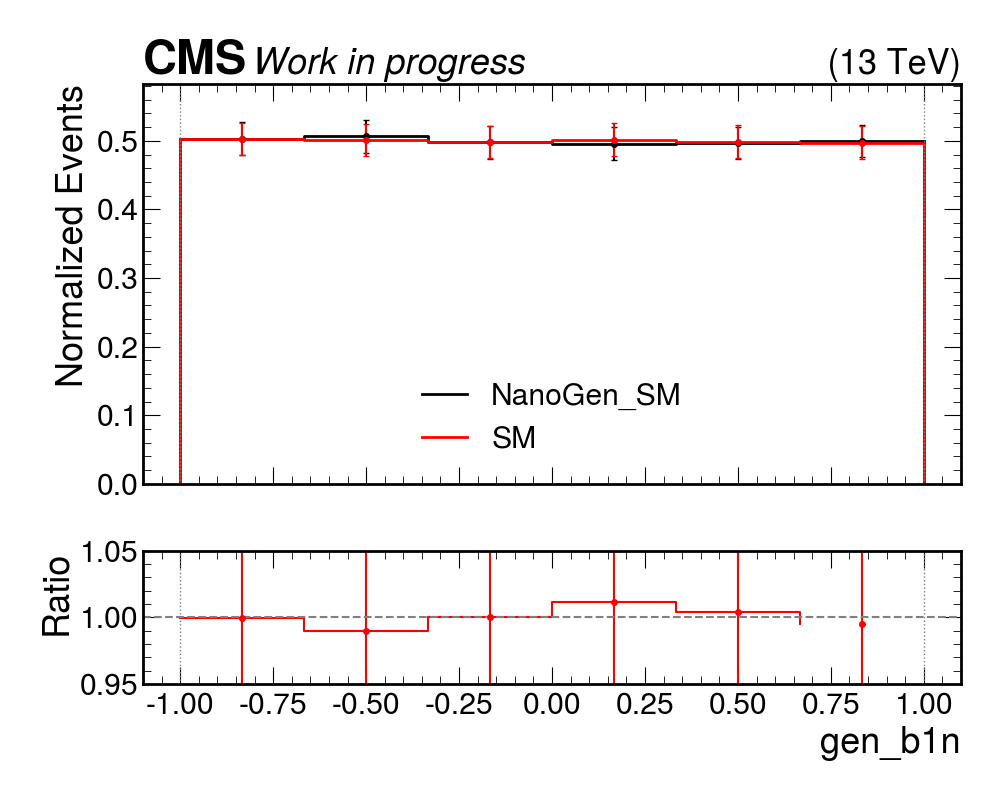 CMS Work in progress (13 TeV)
Normalized Events
0.5
0.4
0.3
0.2
0.1
0.0
NanoGen_SM
SM
Ratio
1.05
1.00
0.95
-1.00 -0.75 -0.50 -0.25 0.00 0.25 0.50 0.75 1.00
gen_b1n